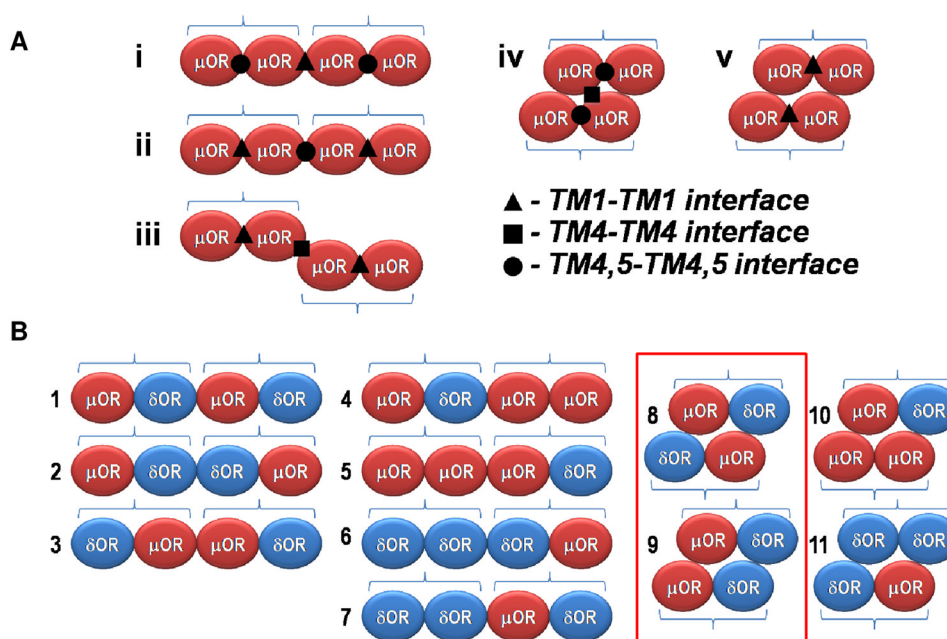 A
i μOR μOR μOR μOR
ii μOR μOR μOR μOR
iii μOR μOR
μOR μOR
iv μOR μOR
μOR μOR
v μOR μOR
μOR μOR
- TM1-TM1 interface
- TM4-TM4 interface
- TM4,5-TM4,5 interface
B
1 μOR δOR μOR δOR
2 μOR δOR δOR μOR
3 δOR μOR μOR δOR
4 μOR δOR μOR μOR
5 μOR μOR μOR δOR
6 δOR δOR δOR μOR
7 δOR δOR μOR δOR
8 μOR δOR
δOR μOR
9 μOR δOR
μOR δOR
10 μOR δOR
μOR μOR
11 δOR δOR
δOR μOR